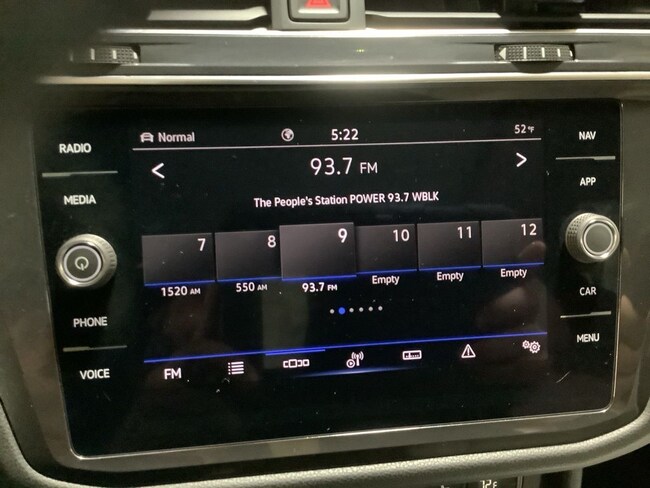 Normal
5:22
52°F
RADIO
NAV
<
93.7 FM
>
MEDIA
APP
The People's Station POWER 93.7 WBLK
7
8
9
10
11
12
1520 AM
550 AM
93.7 FM
Empty
Empty
Empty
PHONE
CAR
VOICE
MENU
FM
72°F